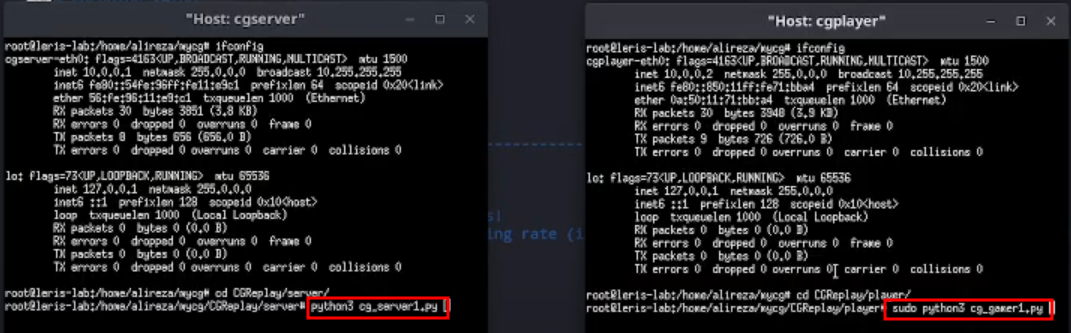 "Host: cgserver"
root@leris-lab:/home/alireza/mycg# ifconfig
cgserver-eth0: flags=4163<UP,BROADCAST,RUNNING,MULTICAST>  mtu 1500
inet 10.0.0.1  netmask 255.0.0.0  broadcast 10.255.255.255
inet6 fe80::54fe:96ff:fe11:e9c1  prefixlen 64  scopeid 0x20<link>
ether 56:fe:96:11:e9:c1  txqueuelen 1000  (Ethernet)
RX packets 30  bytes 3851 (3.8 KB)
RX errors 0  dropped 0  overruns 0  frame 0
TX packets 8  bytes 656 (656.0 B)
TX errors 0  dropped 0 overruns 0  carrier 0  collisions 0
lo: flags=73<UP,LOOPBACK,RUNNING>  mtu 65536
inet 127.0.0.1  netmask 255.0.0.0
inet6 ::1  prefixlen 128  scopeid 0x10<host>
loop  txqueuelen 1000  (Local Loopback)
RX packets 0  bytes 0 (0.0 B)
RX errors 0  dropped 0  overruns 0  frame 0
TX packets 0  bytes 0 (0.0 B)
TX errors 0  dropped 0 overruns 0  carrier 0  collisions 0
root@leris-lab:/home/alireza/mycg# cd CGReplay/server/
root@leris-lab:/home/alireza/mycg/CGReplay/server# python3 cg_server1.py
ng rate (i
"Host: cgplayer"
root@leris-lab:/home/alireza/mycg# ifconfig
cgplayer-eth0: flags=4163<UP,BROADCAST,RUNNING,MULTICAST>  mtu 1500
inet 10.0.0.2  netmask 255.0.0.0  broadcast 10.255.255.255
inet6 fe80::850:11ff:fe71:bba4  prefixlen 64  scopeid 0x20<link>
ether 0a:50:11:71:bb:a4  txqueuelen 1000  (Ethernet)
RX packets 30  bytes 3948 (3.9 KB)
RX errors 0  dropped 0  overruns 0  frame 0
TX packets 9  bytes 726 (726.0 B)
TX errors 0  dropped 0 overruns 0  carrier 0  collisions 0
lo: flags=73<UP,LOOPBACK,RUNNING>  mtu 65536
inet 127.0.0.1  netmask 255.0.0.0
inet6 ::1  prefixlen 128  scopeid 0x10<host>
loop  txqueuelen 1000  (Local Loopback)
RX packets 0  bytes 0 (0.0 B)
RX errors 0  dropped 0  overruns 0  frame 0
TX packets 0  bytes 0 (0.0 B)
TX errors 0  dropped 0 overruns 0  carrier 0  collisions 0
root@leris-lab:/home/alireza/mycg# cd CGReplay/player/
root@leris-lab:/home/alireza/mycg/CGReplay/player# sudo python3 cg_gamer1.py